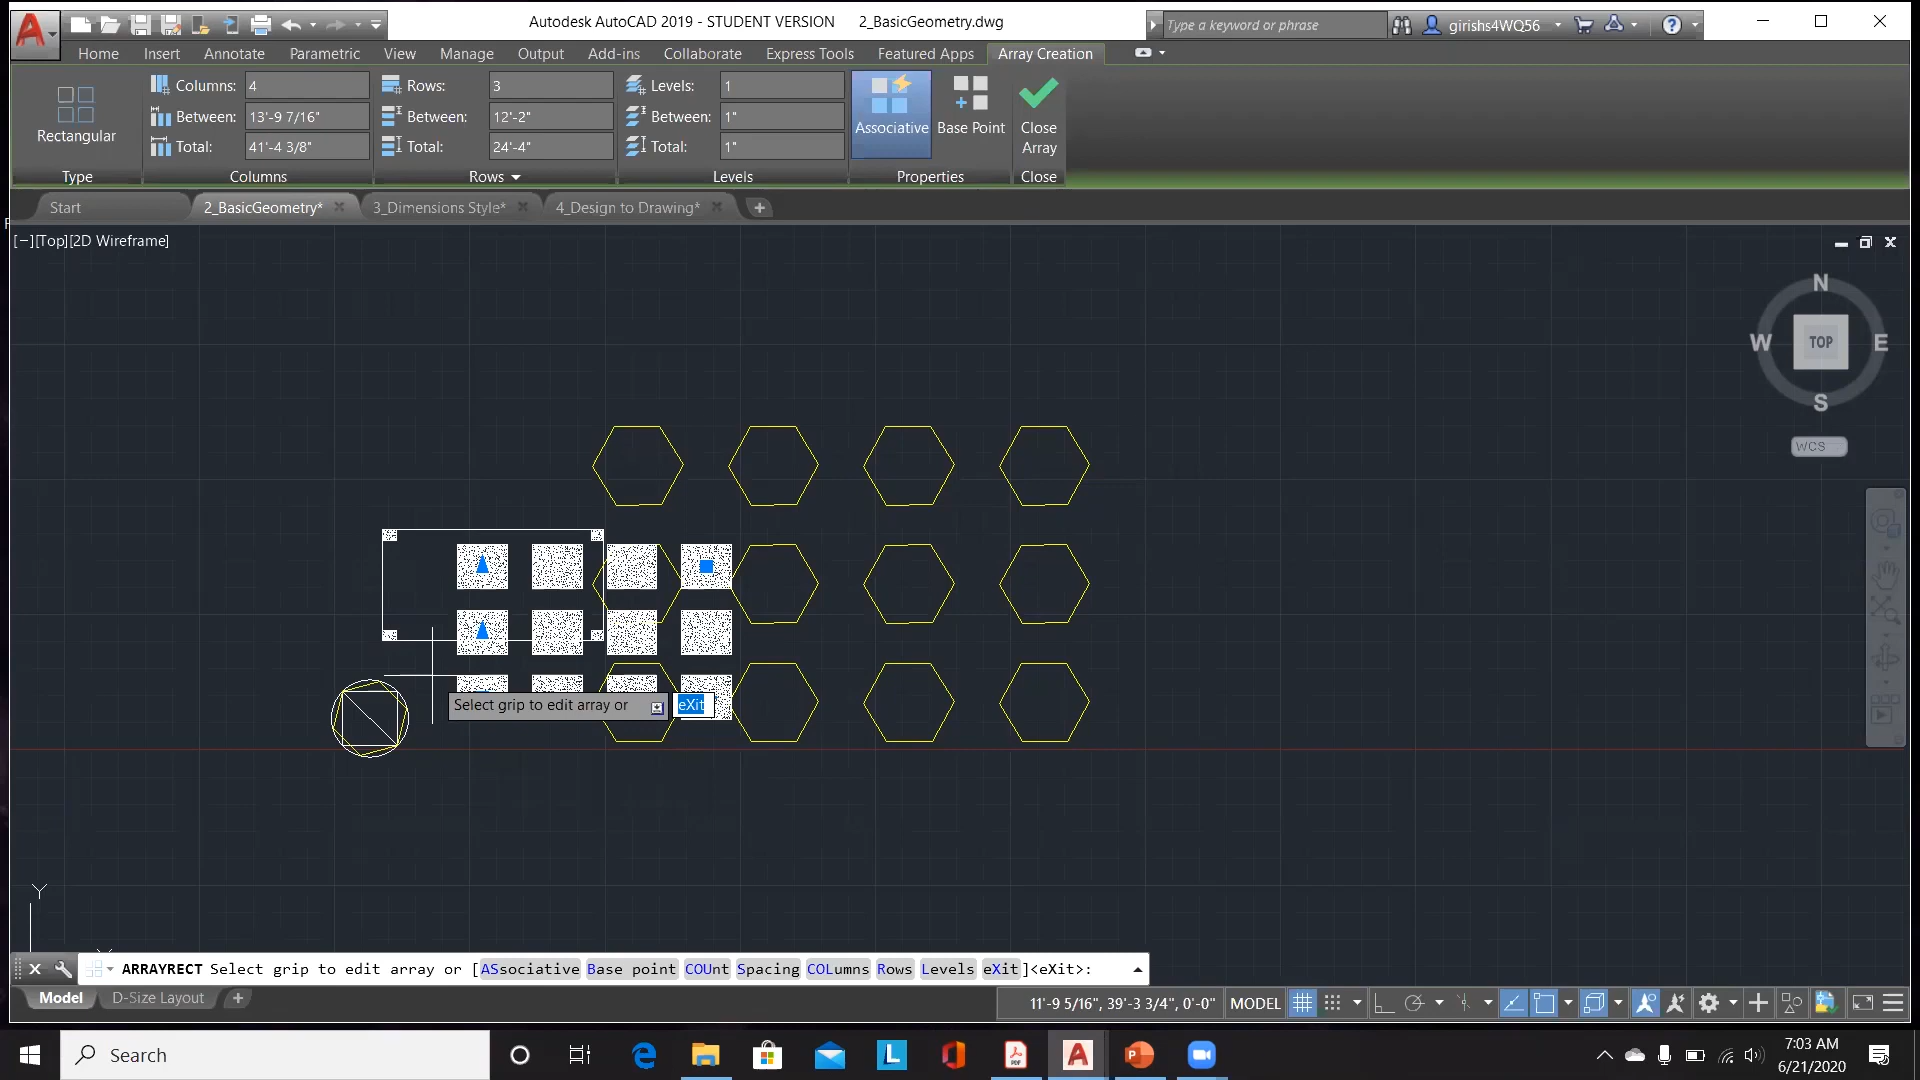 Autodesk AutoCAD 2019 - STUDENT VERSION 2_BasicGeometry.dwg
Type a keyword or phrase
girishs4WQ56
Home Insert Annotate Parametric View Manage Output Add-ins Collaborate Express Tools Featured Apps Array Creation
Columns: 4 Rows: 3 Levels: 1
Between: 13'-9 7/16" Between: 12'-2" Between: 1"
Total: 41'-4 3/8" Total: 24'-4" Total: 1"
Rectangular
Associative Base Point Close
Array
Type Columns Rows Levels Properties Close
Start 2_BasicGeometry* 3_Dimensions Style* 4_Design to Drawing*
[−][Top][2D Wireframe]
N
W TOP E
S
WCS
Select grip to edit array or eXit
Y
ARRAYRECT Select grip to edit array or [ASsociative Base point COUnt Spacing COLumns Rows Levels eXit]<eXit>:
Model D-Size Layout
11'-9 5/16", 39'-3 3/4", 0'-0" MODEL
Search
7:03 AM
6/21/2020